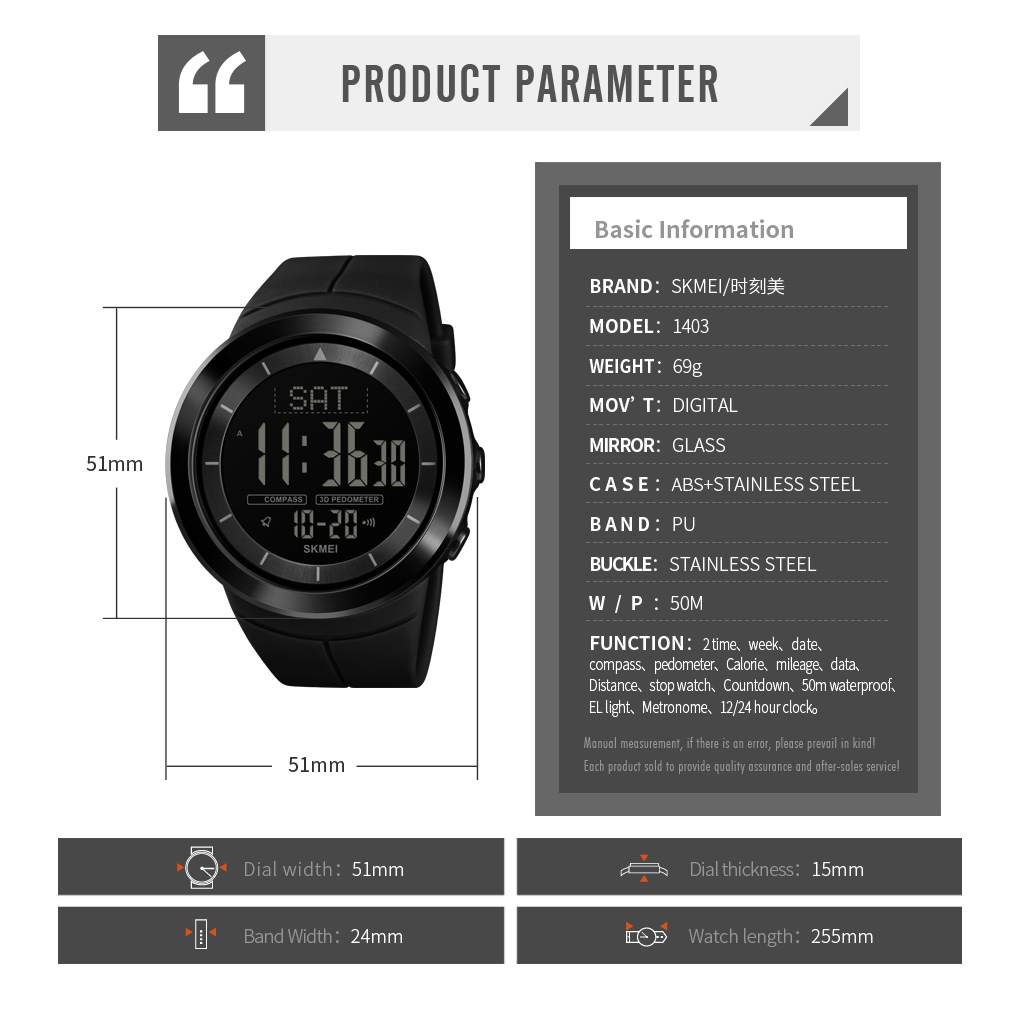 PRODUCT PARAMETER
Basic Information
BRAND： SKMEI/时刻美
MODEL： 1403
WEIGHT： 69g
MOV’ T： DIGITAL
MIRROR： GLASS
CASE： ABS+STAINLESS STEEL
BAND： PU
BUCKLE： STAINLESS STEEL
W / P ： 50M
FUNCTION： 2 time、week、date、
compass、pedometer、Calorie、mileage、data、
Distance、stop watch、Countdown、50m waterproof、
EL light、Metronome、12/24 hour clock。
Manual measurement, if there is an error, please prevail in kind!
Each product sold to provide quality assurance and after-sales service!
SAT
A
11:36 30
COMPASS 3D PEDOMETER
10-20
SKMEI
51mm
51mm
Dial width： 51mm
Dial thickness： 15mm
Band Width： 24mm
Watch length： 255mm